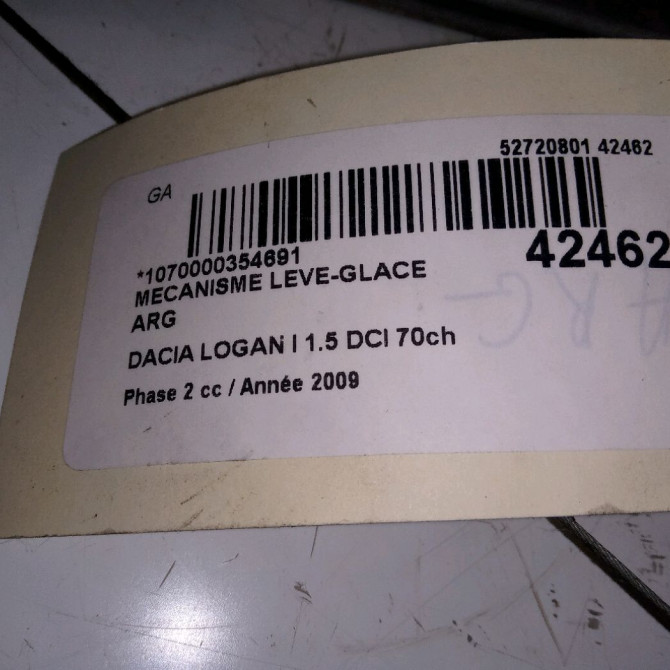 52720801 42462
GA
*1070000354691
42462
MECANISME LEVE-GLACE
ARG
DACIA LOGAN I 1.5 DCI 70ch
Phase 2 cc / Année 2009
ARG